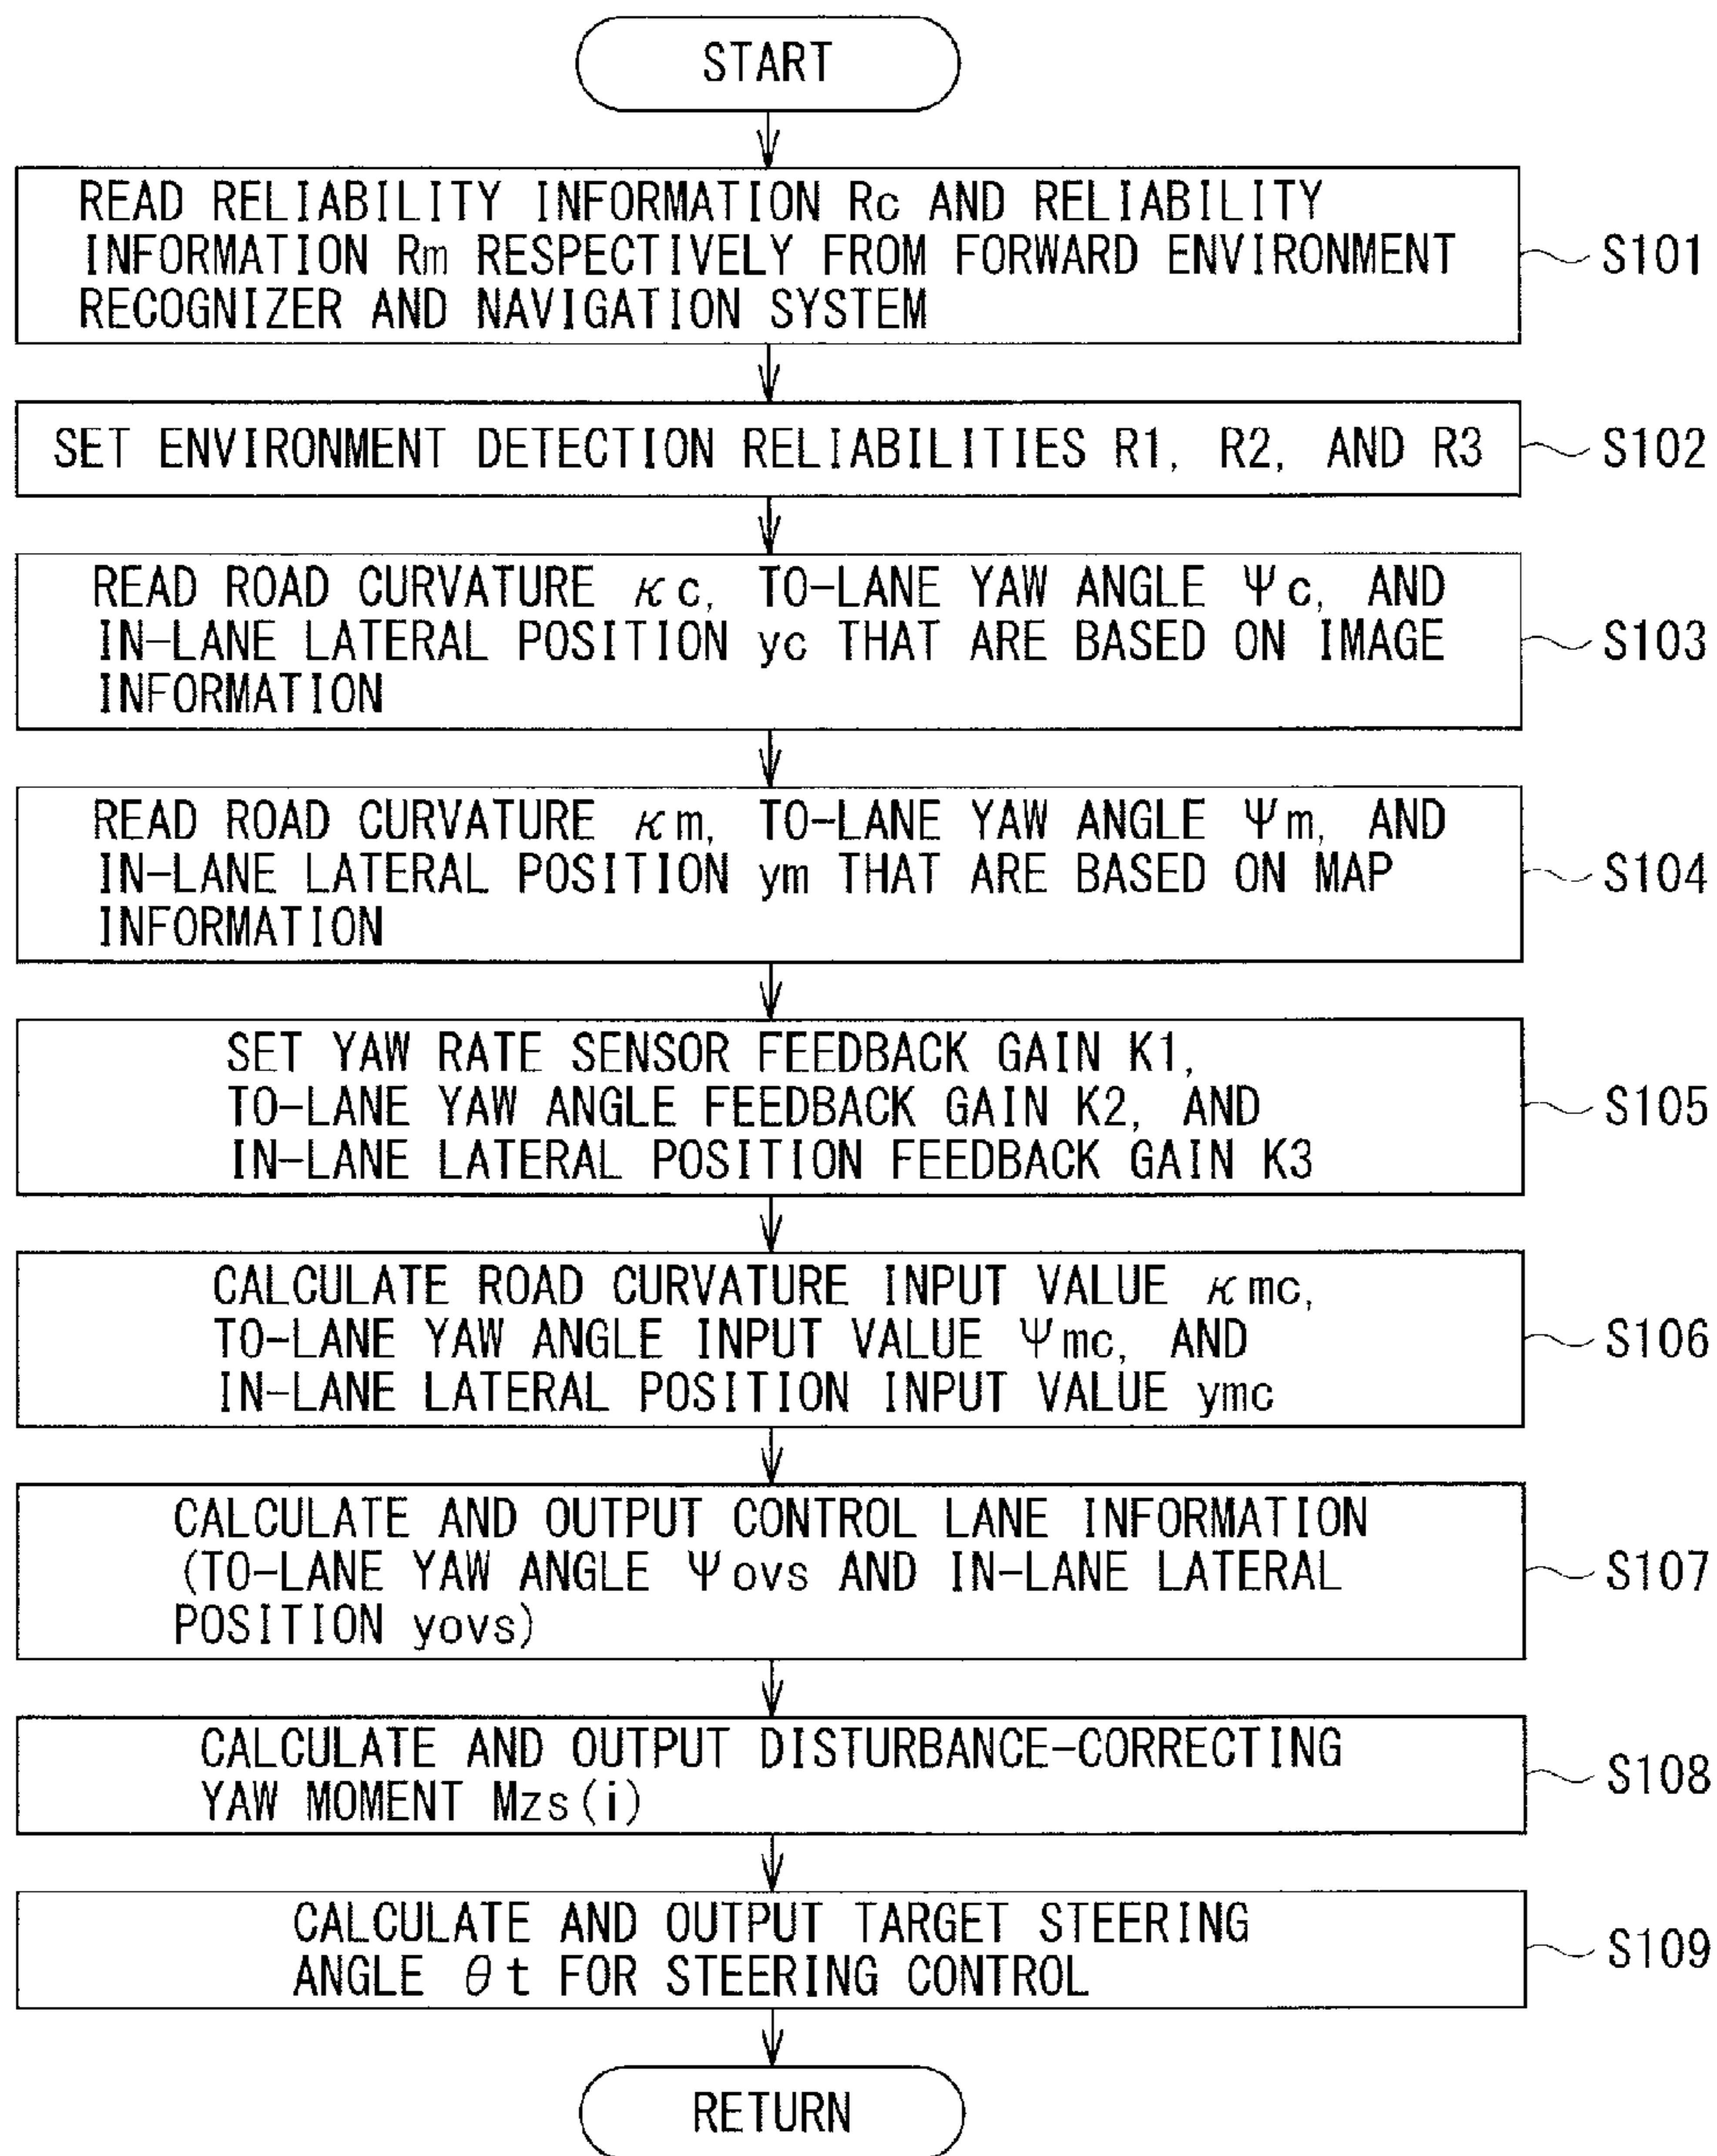 START
READ RELIABILITY INFORMATION Rc AND RELIABILITY
INFORMATION Rm RESPECTIVELY FROM FORWARD ENVIRONMENT
RECOGNIZER AND NAVIGATION SYSTEM
S101
SET ENVIRONMENT DETECTION RELIABILITIES R1, R2, AND R3
S102
READ ROAD CURVATURE κc, TO-LANE YAW ANGLE Ψc, AND
IN-LANE LATERAL POSITION yc THAT ARE BASED ON IMAGE
INFORMATION
S103
READ ROAD CURVATURE κm, TO-LANE YAW ANGLE Ψm, AND
IN-LANE LATERAL POSITION ym THAT ARE BASED ON MAP
INFORMATION
S104
SET YAW RATE SENSOR FEEDBACK GAIN K1,
TO-LANE YAW ANGLE FEEDBACK GAIN K2, AND
IN-LANE LATERAL POSITION FEEDBACK GAIN K3
S105
CALCULATE ROAD CURVATURE INPUT VALUE κmc,
TO-LANE YAW ANGLE INPUT VALUE Ψmc, AND
IN-LANE LATERAL POSITION INPUT VALUE ymc
S106
CALCULATE AND OUTPUT CONTROL LANE INFORMATION
(TO-LANE YAW ANGLE Ψovs AND IN-LANE LATERAL
POSITION yovs)
S107
CALCULATE AND OUTPUT DISTURBANCE-CORRECTING
YAW MOMENT Mzs(i)
S108
CALCULATE AND OUTPUT TARGET STEERING
ANGLE θt FOR STEERING CONTROL
S109
RETURN